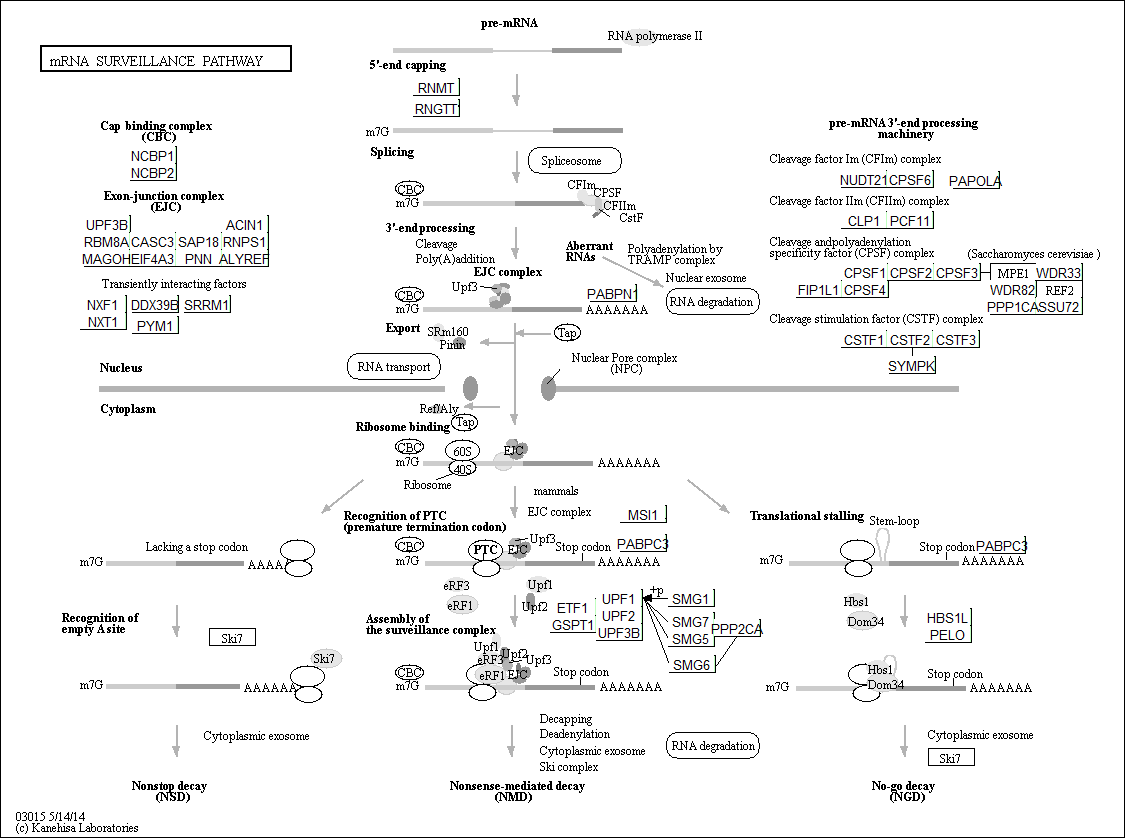 pre-mRNA
RNA polymerase II
mRNA SURVEILLANCE PATHWAY
5'-end capping
RNMT
RNGTT
m7G
Cap binding complex
(CBC)
NCBP1
NCBP2
Exon-junction complex
(EJC)
UPF3B ACIN1
RBM8A CASC3 SAP18 RNPS1
MAGOH EIF4A3 PNN ALYREF
Transiently interacting factors
NXF1 DDX39B SRRM1
NXT1 PYM1
Splicing
Spliceosome
CBC
m7G
CFIm
CPSF
CFIIm
CstF
3'-end processing
Cleavage
Poly(A)addition
Aberrant
RNAs
Polyadenylation by
TRAMP complex
Nuclear exosome
RNA degradation
EJC complex
Upf3
CBC
m7G
PABPN1
AAAAAAA
pre-mRNA 3'-end processing
machinery
Cleavage factor Im (CFIm) complex
NUDT21 CPSF6 PAPOLA
Cleavage factor IIm (CFIIm) complex
CLP1 PCF11
Cleavage andpolyadenylation
specificity factor (CPSF) complex
(Saccharomyces cerevisiae )
CPSF1 CPSF2 CPSF3 MPE1 WDR33
FIP1L1 CPSF4 WDR82 REF2
PPP1CA SSU72
Cleavage stimulation factor (CSTF) complex
CSTF1 CSTF2 CSTF3
SYMPK
Export
SRm160
Pinin
Tap
RNA transport
Nuclear Pore complex
(NPC)
Nucleus
Cytoplasm
Ref/Aly
Tap
Ribosome binding
CBC
m7G
60S
40S
EJC
AAAAAAA
Ribosome
mammals
EJC complex
Recognition of PTC
(premature termination codon)
MSI1
PABPC3
CBC
m7G
PTC
EJC
Upf3
Stop codon
AAAAAAA
Translational stalling
Stem-loop
m7G
Stop codon
PABPC3
AAAAAAA
Lacking a stop codon
m7G
AAAAA
eRF3
eRF1
Upf1
Upf2
ETF1
GSPT1
UPF1
UPF2
UPF3B
+p
SMG1
SMG7
SMG5
SMG6
PPP2CA
Hbs1
Dom34
HBS1L
PELO
Recognition of
empty A site
Ski7
Assembly of
the surveillance complex
Ski7
m7G
AAAAAA
Upf1
Upf2
Upf3
eRF3
eRF1
EJC
CBC
m7G
Stop codon
AAAAAAA
m7G
Hbs1
Dom34
Stop codon
AAAAAAA
Cytoplasmic exosome
Decapping
Deadenylation
Cytoplasmic exosome
Ski complex
RNA degradation
Cytoplasmic exosome
Ski7
Nonstop decay
(NSD)
Nonsense-mediated decay
(NMD)
No-go decay
(NGD)
03015 5/14/14
(c) Kanehisa Laboratories